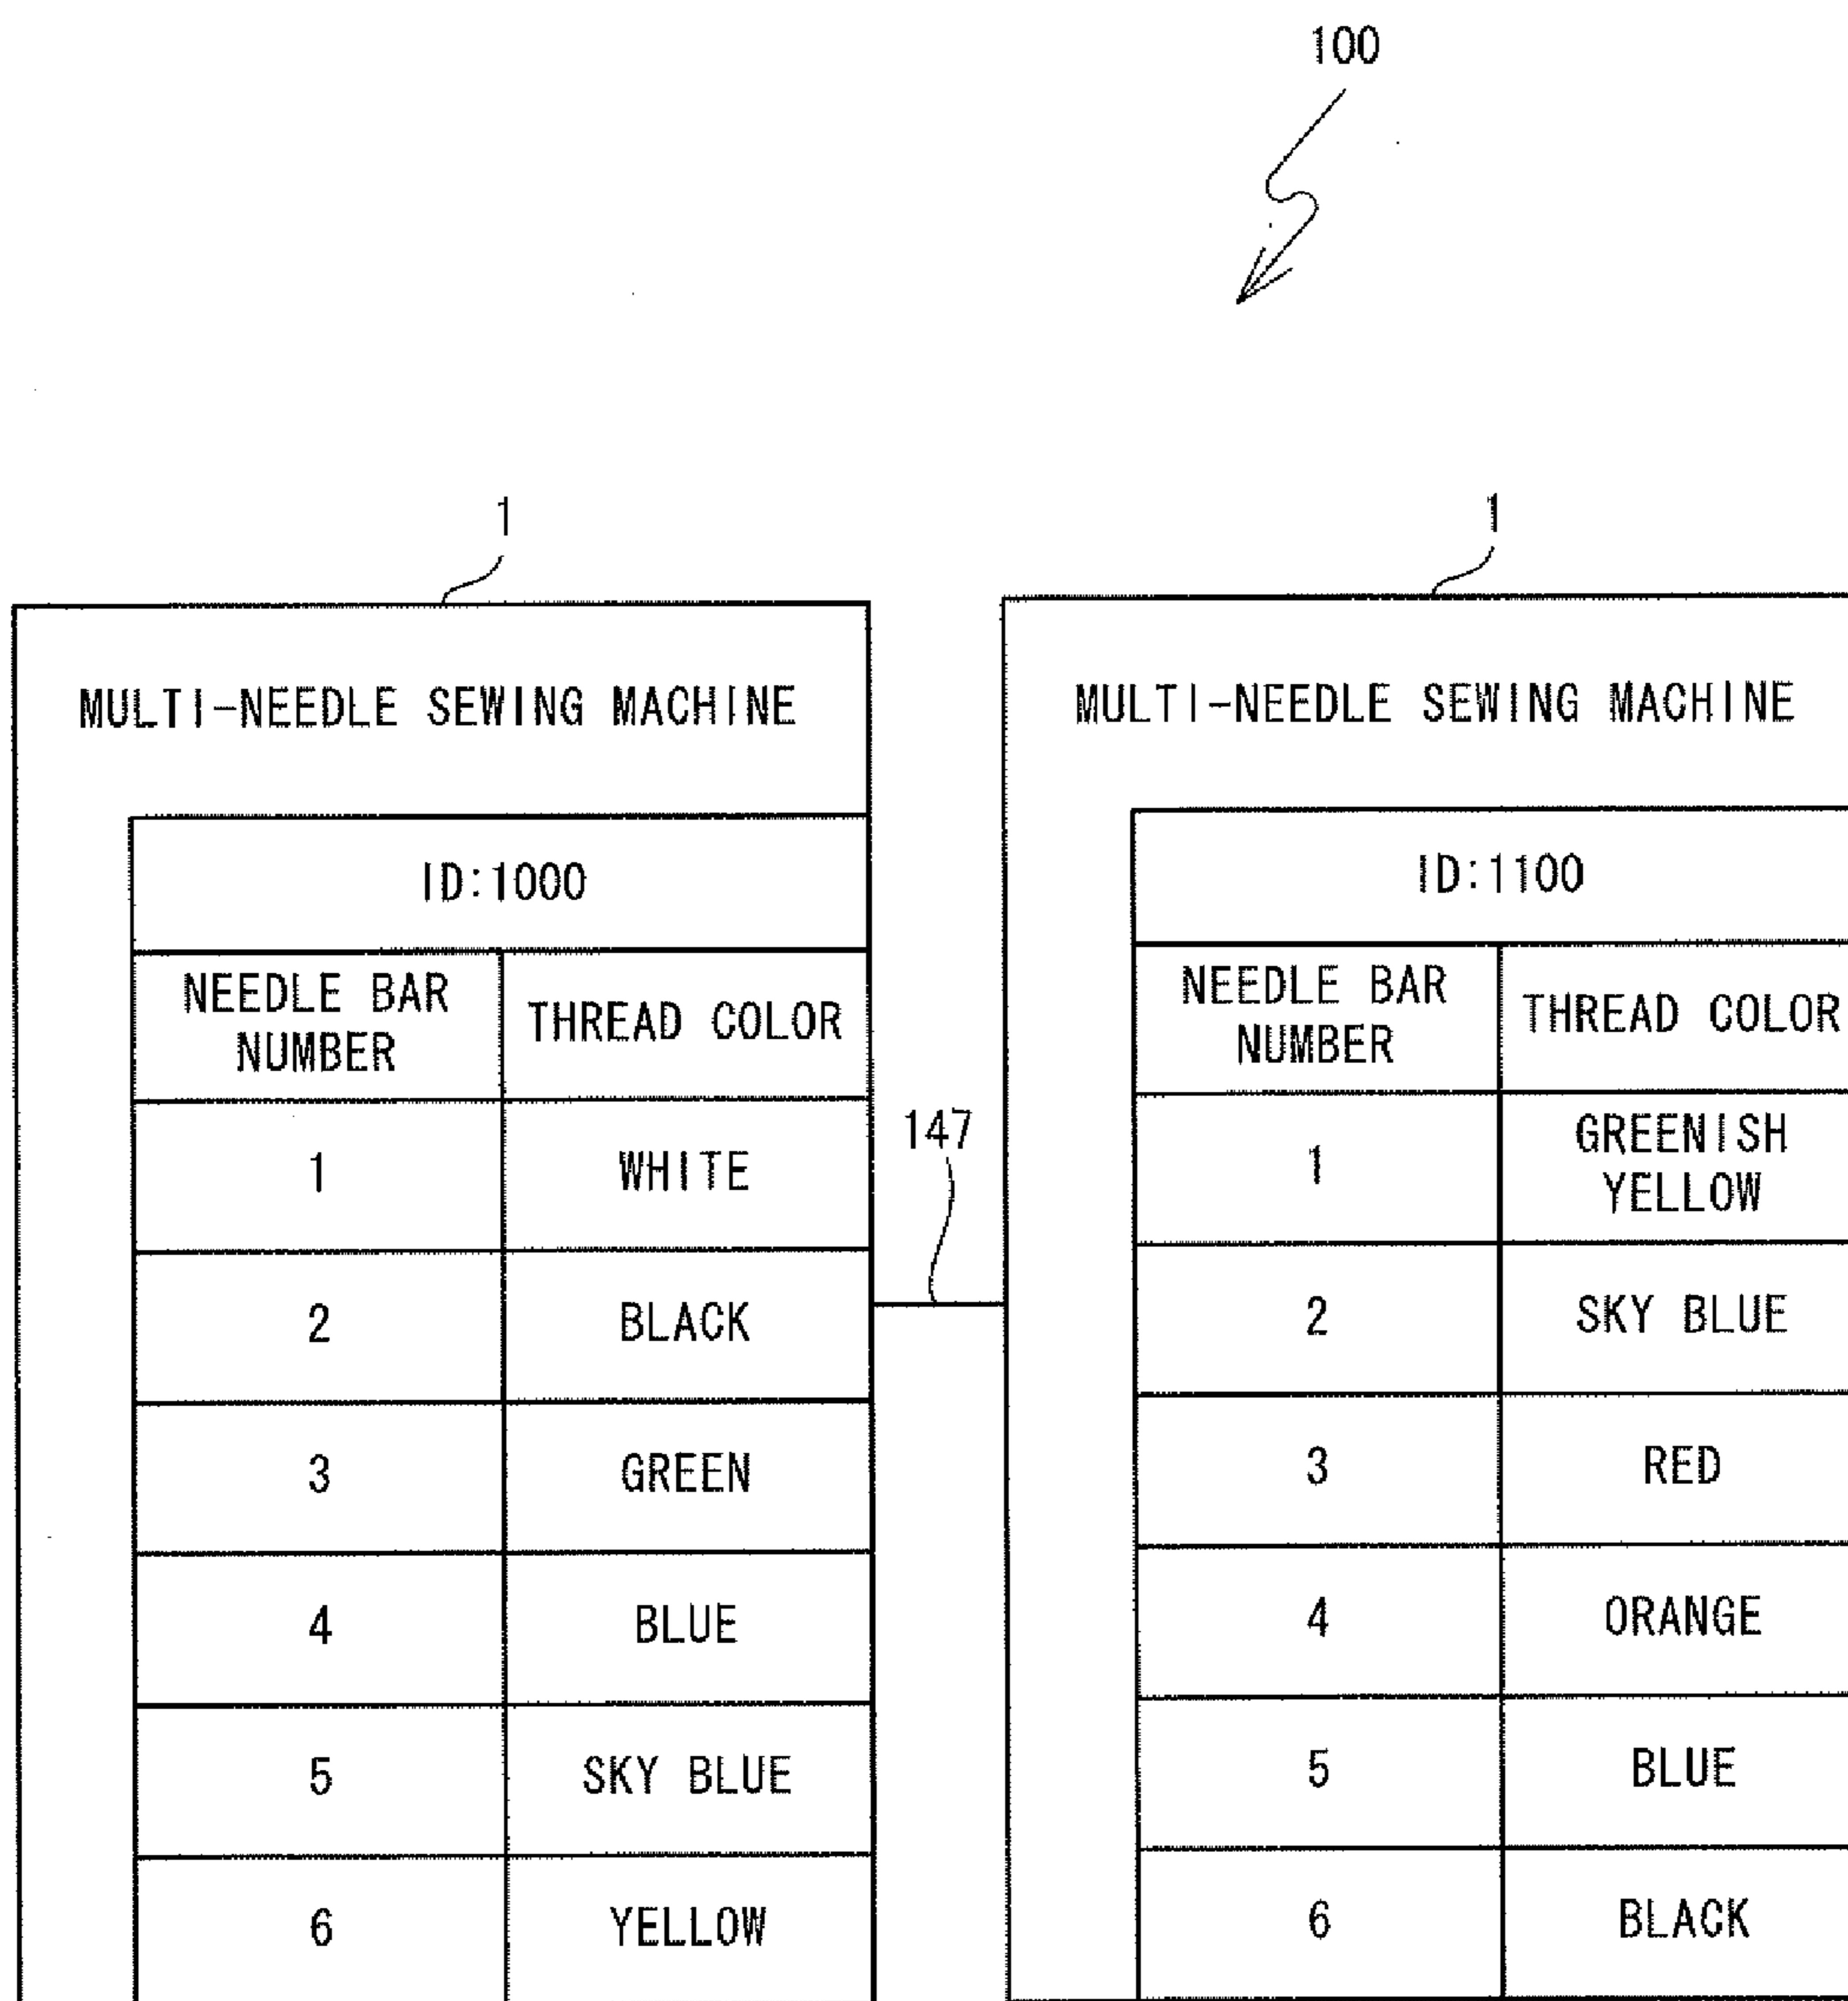 100
1
MULTI-NEEDLE SEWING MACHINE
ID:1000
NEEDLE BAR
NUMBER
THREAD COLOR
1
WHITE
2
BLACK
3
GREEN
4
BLUE
5
SKY BLUE
6
YELLOW
147
1
MULTI-NEEDLE SEWING MACHINE
ID:1100
NEEDLE BAR
NUMBER
THREAD COLOR
1
GREENISH
YELLOW
2
SKY BLUE
3
RED
4
ORANGE
5
BLUE
6
BLACK